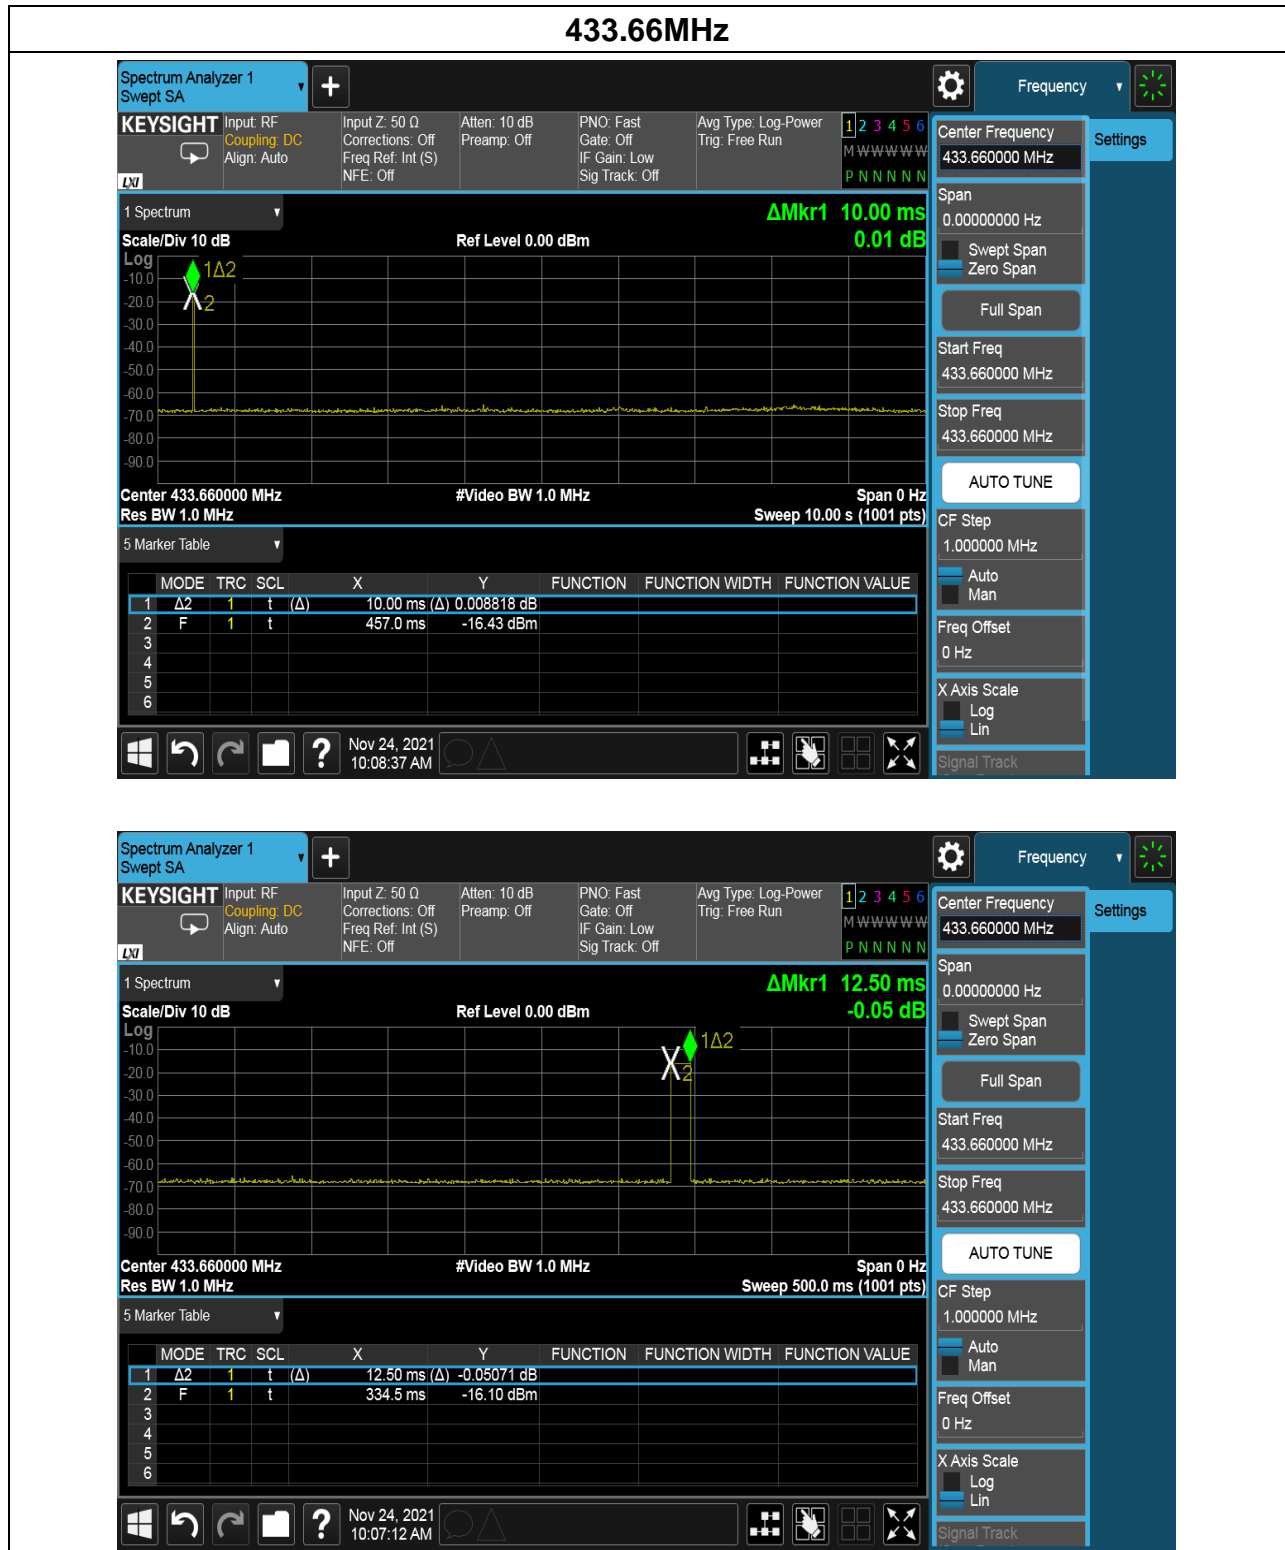 433.66MHz
Spectrum Analyzer 1
Swept SA
Frequency
KEYSIGHT
LXI
Input: RF
Coupling: DC
Align: Auto
Input Z: 50 Ω
Corrections: Off
Freq Ref: Int (S)
NFE: Off
Atten: 10 dB
Preamp: Off
PNO: Fast
Gate: Off
IF Gain: Low
Sig Track: Off
Avg Type: Log-Power
Trig: Free Run
1 2 3 4 5 6
M W W W W W
P N N N N N
Center Frequency
433.660000 MHz
Settings
Span
0.00000000 Hz
Swept Span
Zero Span
Full Span
Start Freq
433.660000 MHz
Stop Freq
433.660000 MHz
AUTO TUNE
CF Step
1.000000 MHz
Auto
Man
Freq Offset
0 Hz
X Axis Scale
Log
Lin
Signal Track
1 Spectrum
ΔMkr1 10.00 ms
0.01 dB
Scale/Div 10 dB
Ref Level 0.00 dBm
Log
1Δ2
2
-10.0
-20.0
-30.0
-40.0
-50.0
-60.0
-70.0
-80.0
-90.0
Center 433.660000 MHz
#Video BW 1.0 MHz
Span 0 Hz
Res BW 1.0 MHz
Sweep 10.00 s (1001 pts)
5 Marker Table
MODE TRC SCL X Y FUNCTION FUNCTION WIDTH FUNCTION VALUE
1 Δ2 1 t (Δ) 10.00 ms (Δ) 0.008818 dB
2 F 1 t 457.0 ms -16.43 dBm
3
4
5
6
?
Nov 24, 2021
10:08:37 AM
Spectrum Analyzer 1
Swept SA
Frequency
KEYSIGHT
LXI
Input: RF
Coupling: DC
Align: Auto
Input Z: 50 Ω
Corrections: Off
Freq Ref: Int (S)
NFE: Off
Atten: 10 dB
Preamp: Off
PNO: Fast
Gate: Off
IF Gain: Low
Sig Track: Off
Avg Type: Log-Power
Trig: Free Run
1 2 3 4 5 6
M W W W W W
P N N N N N
Center Frequency
433.660000 MHz
Settings
Span
0.00000000 Hz
Swept Span
Zero Span
Full Span
Start Freq
433.660000 MHz
Stop Freq
433.660000 MHz
AUTO TUNE
CF Step
1.000000 MHz
Auto
Man
Freq Offset
0 Hz
X Axis Scale
Log
Lin
Signal Track
1 Spectrum
ΔMkr1 12.50 ms
-0.05 dB
Scale/Div 10 dB
Ref Level 0.00 dBm
Log
1Δ2
2
-10.0
-20.0
-30.0
-40.0
-50.0
-60.0
-70.0
-80.0
-90.0
Center 433.660000 MHz
#Video BW 1.0 MHz
Span 0 Hz
Res BW 1.0 MHz
Sweep 500.0 ms (1001 pts)
5 Marker Table
MODE TRC SCL X Y FUNCTION FUNCTION WIDTH FUNCTION VALUE
1 Δ2 1 t (Δ) 12.50 ms (Δ) -0.05071 dB
2 F 1 t 334.5 ms -16.10 dBm
3
4
5
6
?
Nov 24, 2021
10:07:12 AM